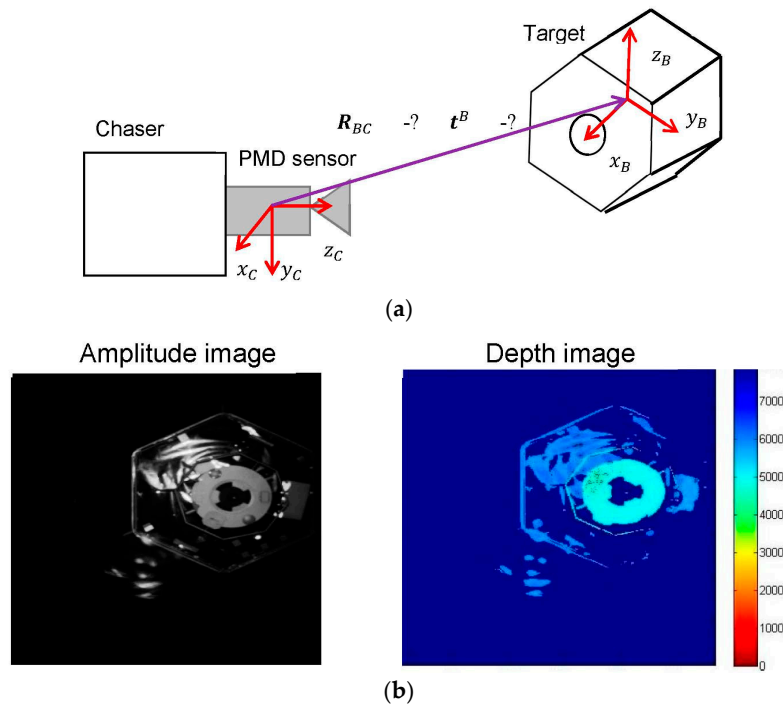 Target
z_B
R_BC -? t^B -?
Chaser
y_B
PMD sensor
x_B
z_C
x_C
y_C
(a)
Amplitude image
Depth image
7000
6000
5000
4000
3000
2000
1000
0
(b)